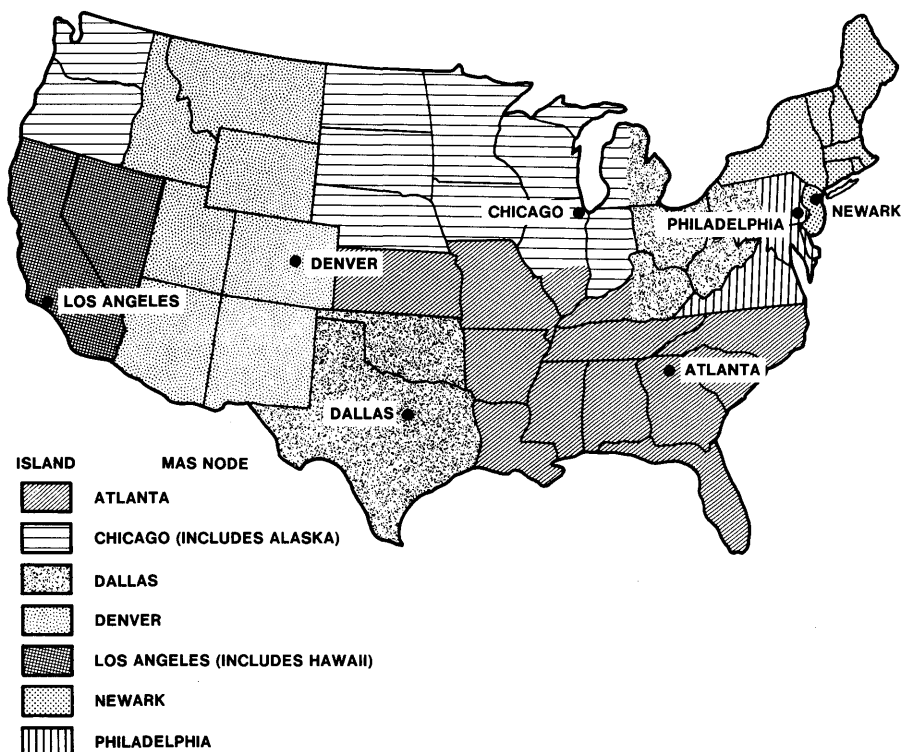 CHICAGO
PHILADELPHIA
NEWARK
DENVER
LOS ANGELES
ATLANTA
DALLAS
ISLAND MAS NODE
ATLANTA
CHICAGO (INCLUDES ALASKA)
DALLAS
DENVER
LOS ANGELES (INCLUDES HAWAII)
NEWARK
PHILADELPHIA